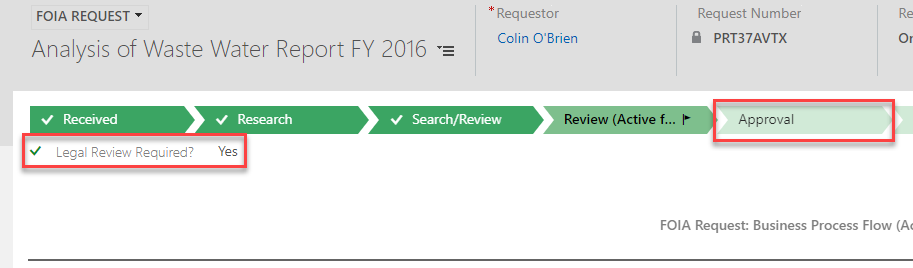 FOIA REQUEST
Analysis of Waste Water Report FY 2016
*Requestor
Colin O'Brien
Request Number
PRT37AVTX
Re
Or
Received
Research
Search/Review
Review (Active f...
Approval
Legal Review Required? Yes
FOIA Request: Business Process Flow (Ac